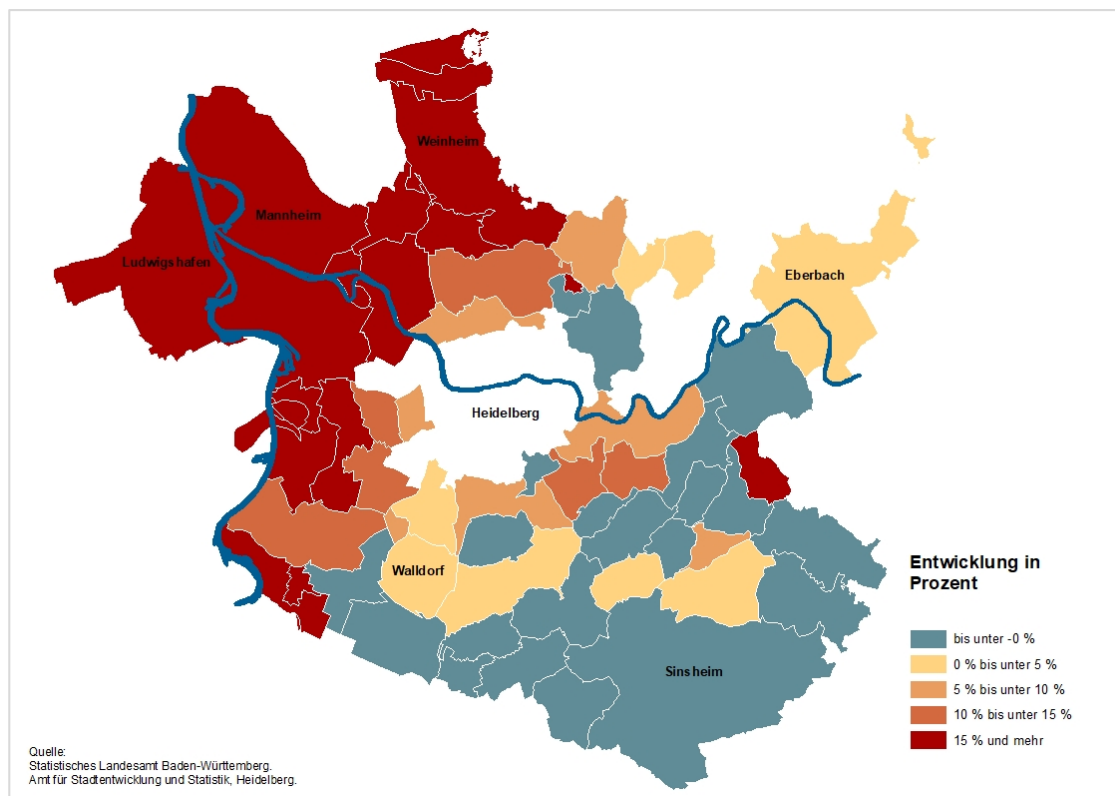 Weinheim
Mannheim
Ludwigshafen
Eberbach
Heidelberg
Walldorf
Sinsheim
Entwicklung in
Prozent
bis unter -0 %
0 % bis unter 5 %
5 % bis unter 10 %
10 % bis unter 15 %
15 % und mehr
Quelle:
Statistisches Landesamt Baden-Württemberg.
Amt für Stadtentwicklung und Statistik, Heidelberg.